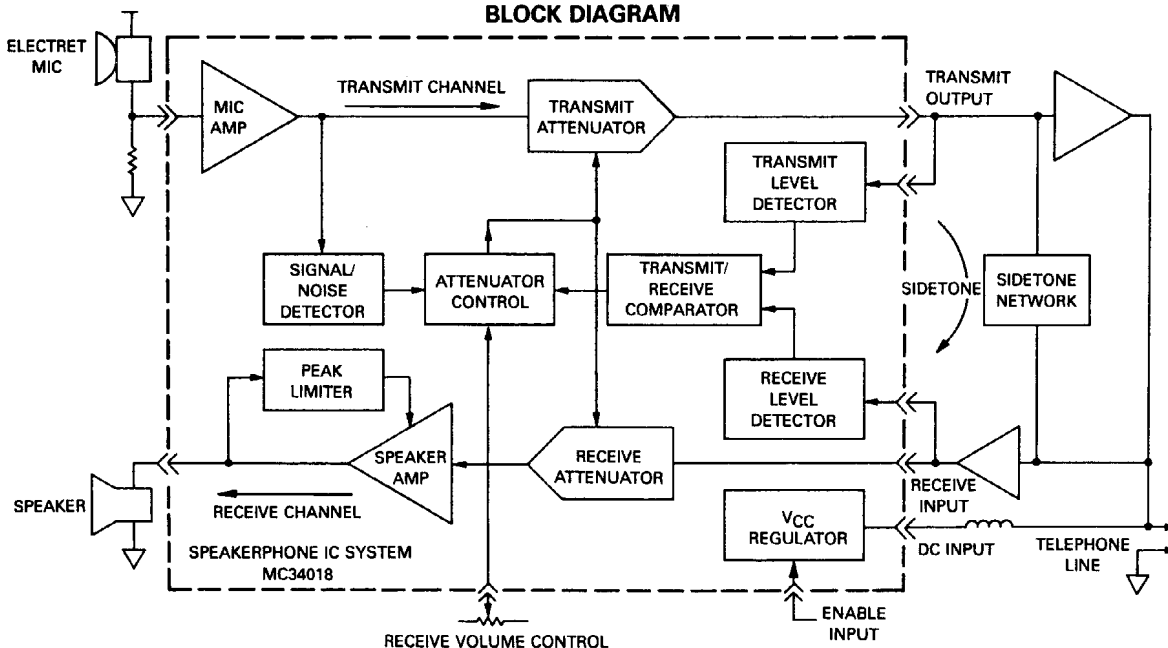 BLOCK DIAGRAM
ELECTRET
MIC
MIC
AMP
TRANSMIT CHANNEL
TRANSMIT
ATTENUATOR
TRANSMIT
OUTPUT
TRANSMIT
LEVEL
DETECTOR
SIGNAL/
NOISE
DETECTOR
ATTENUATOR
CONTROL
TRANSMIT/
RECEIVE
COMPARATOR
SIDETONE
SIDETONE
NETWORK
PEAK
LIMITER
RECEIVE
LEVEL
DETECTOR
SPEAKER
SPEAKER
AMP
RECEIVE
ATTENUATOR
RECEIVE
INPUT
RECEIVE CHANNEL
VCC
REGULATOR
DC INPUT
TELEPHONE
LINE
SPEAKERPHONE IC SYSTEM
MC34018
RECEIVE VOLUME CONTROL
ENABLE
INPUT